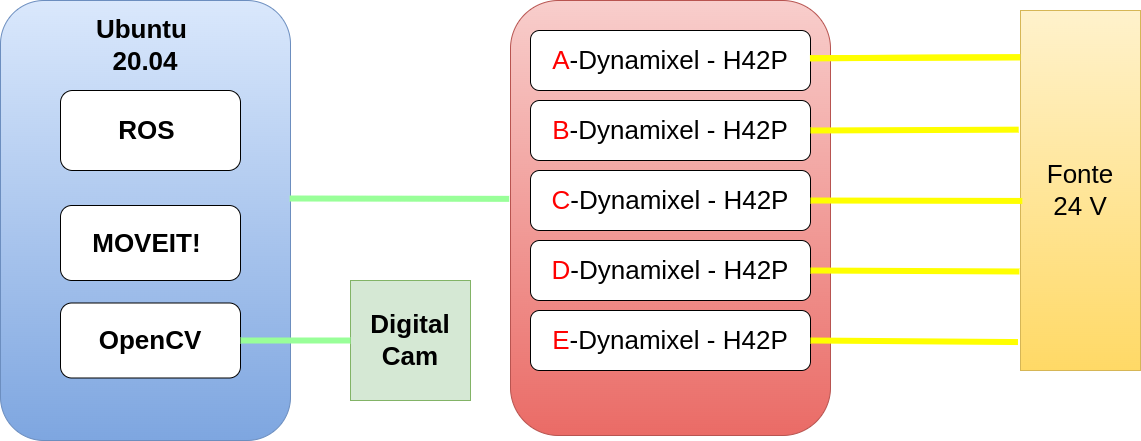 Ubuntu
20.04
ROS
MOVEIT!
OpenCV
Digital
Cam
A-Dynamixel - H42P
B-Dynamixel - H42P
C-Dynamixel - H42P
D-Dynamixel - H42P
E-Dynamixel - H42P
Fonte
24 V